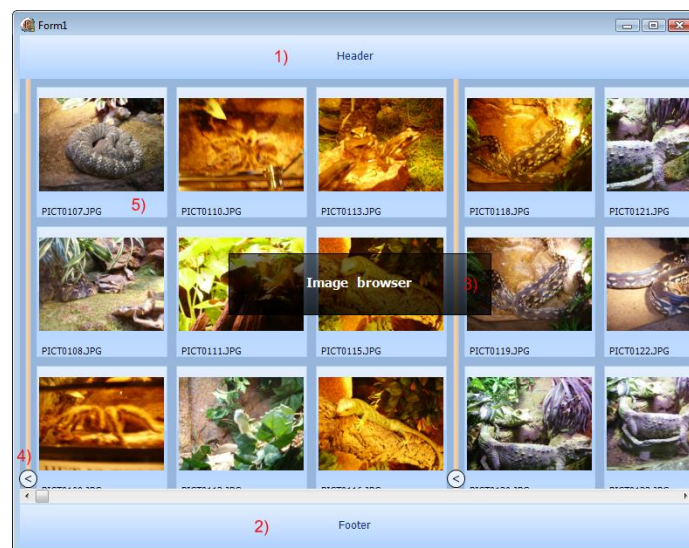 Form1
1) Header
PICT0107.JPG 5) PICT0110.JPG PICT0113.JPG PICT0118.JPG PICT0121.JPG
Image browser 3)
PICT0108.JPG PICT0111.JPG PICT0115.JPG PICT0119.JPG PICT0122.JPG
4)
< <
2) Footer